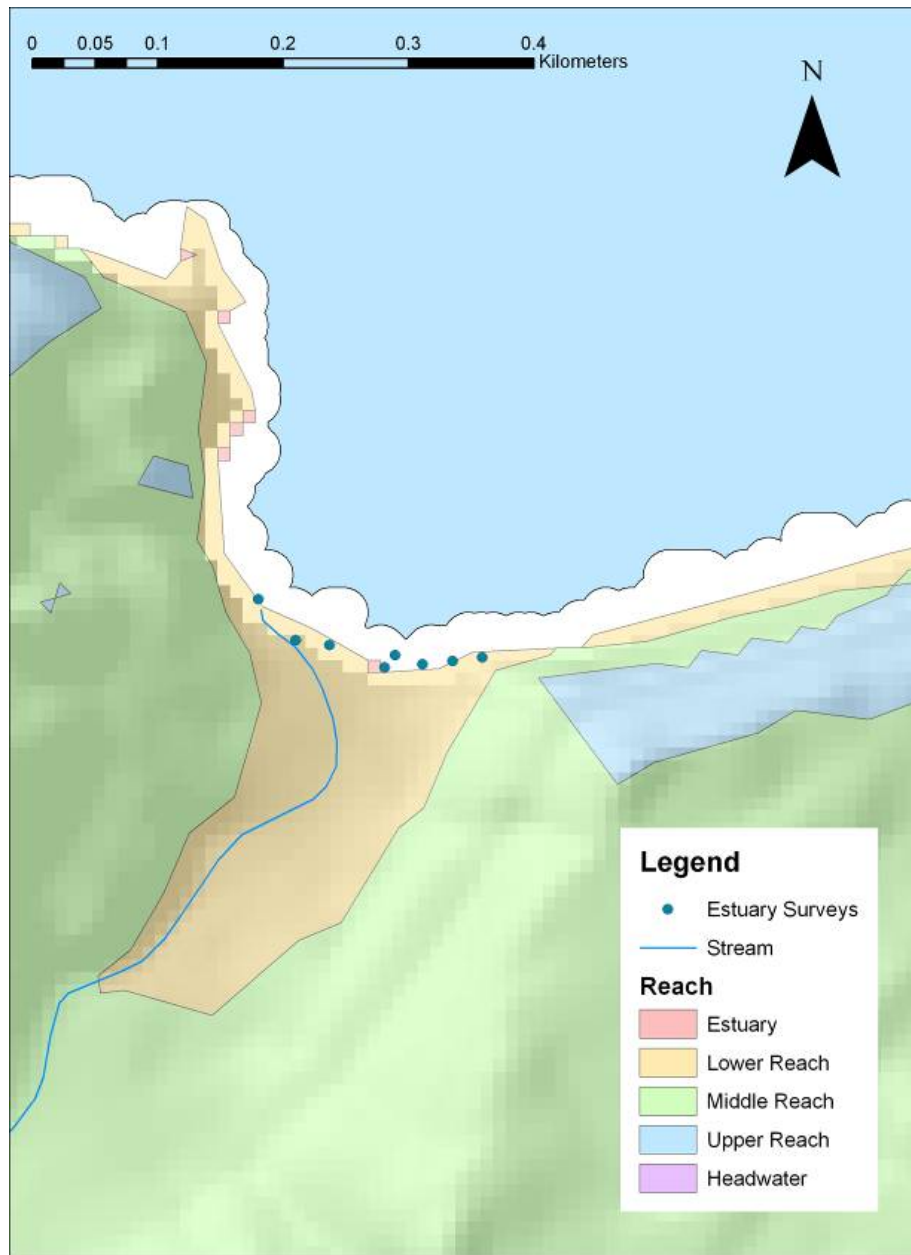 0 0.05 0.1 0.2 0.3 0.4
Kilometers
N
Legend
Estuary Surveys
Stream
Reach
Estuary
Lower Reach
Middle Reach
Upper Reach
Headwater